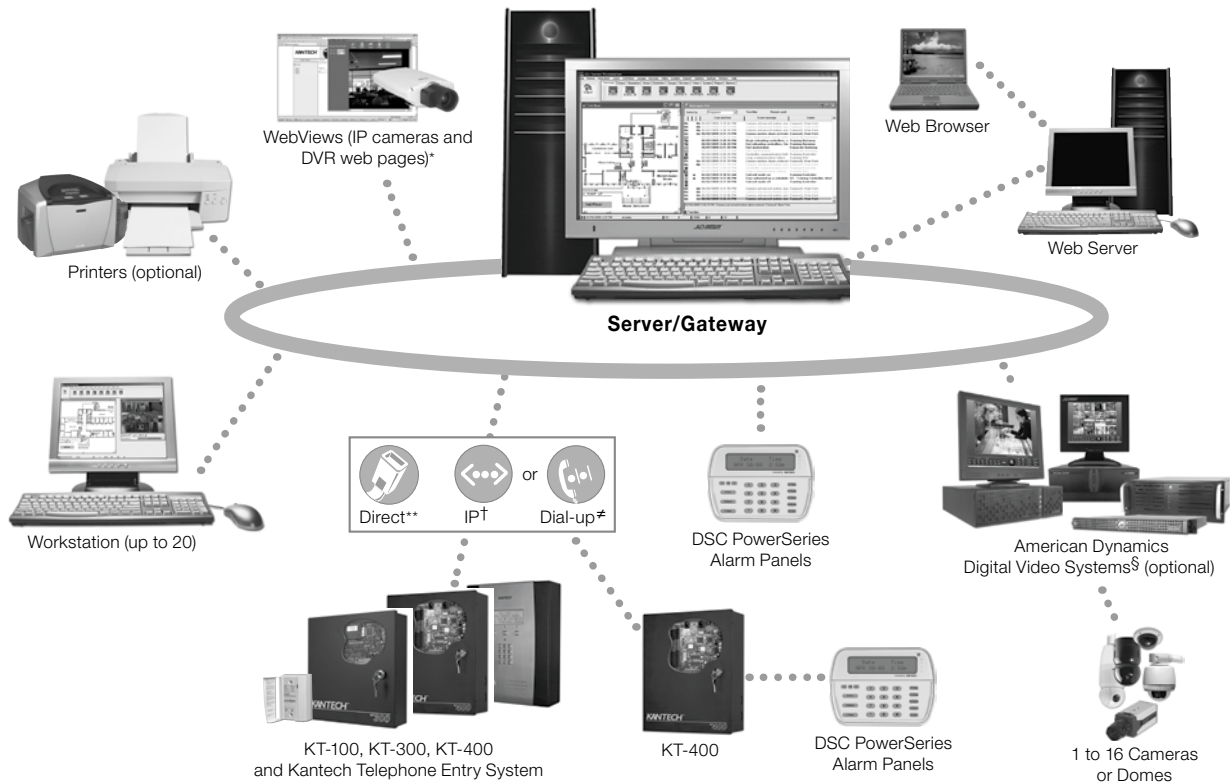 WebViews (IP cameras and
DVR web pages)*
Web Browser
Web Server
Printers (optional)
Server/Gateway
Workstation (up to 20)
Direct**
IP†
or
Dial-up≠
DSC PowerSeries
Alarm Panels
American Dynamics
Digital Video Systems§ (optional)
KANTECH
KANTECH
KT-100, KT-300, KT-400
and Kantech Telephone Entry System
KANTECH
KT-400
DSC PowerSeries
Alarm Panels
1 to 16 Cameras
or Domes